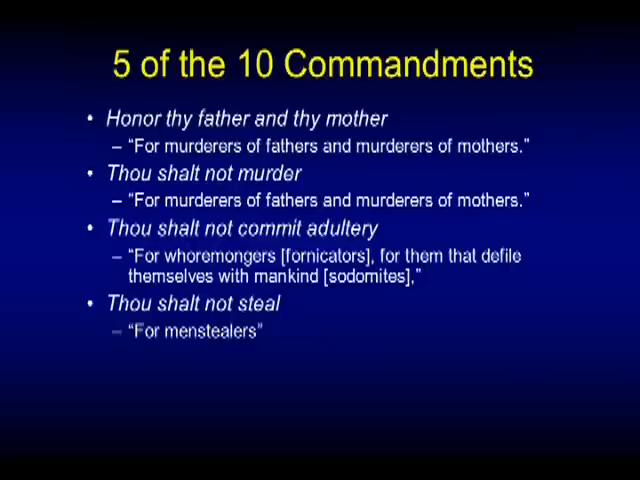 5 of the 10 Commandments
• Honor thy father and thy mother
– “For murderers of fathers and murderers of mothers.”
• Thou shalt not murder
– “For murderers of fathers and murderers of mothers.”
• Thou shalt not commit adultery
– “For whoremongers [fornicators], for them that defile
themselves with mankind [sodomites],”
• Thou shalt not steal
– “For menstealers”